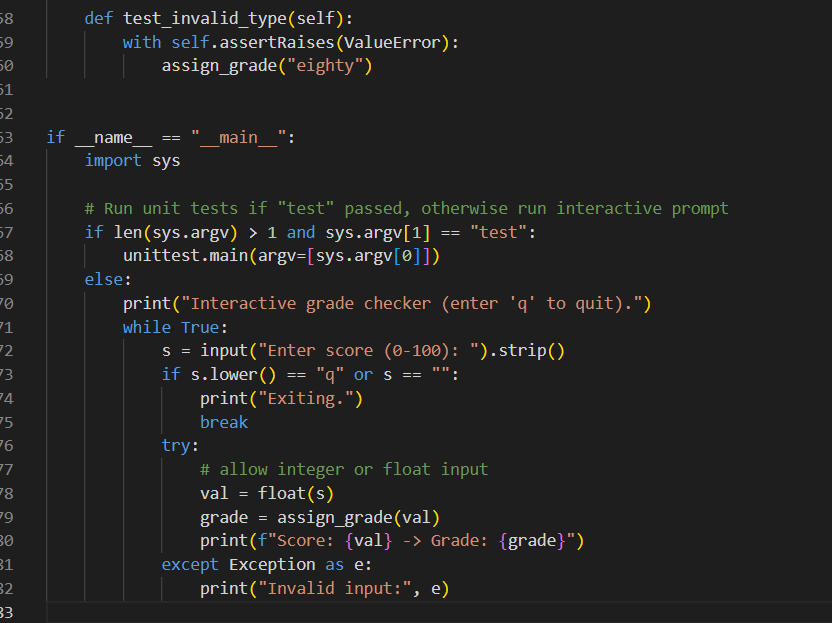 58     def test_invalid_type(self):
59         with self.assertRaises(ValueError):
60             assign_grade("eighty")
61
62
63 if __name__ == "__main__":
64     import sys
65
66     # Run unit tests if "test" passed, otherwise run interactive prompt
67     if len(sys.argv) > 1 and sys.argv[1] == "test":
68         unittest.main(argv=[sys.argv[0]])
69     else:
70         print("Interactive grade checker (enter 'q' to quit).")
71         while True:
72             s = input("Enter score (0-100): ").strip()
73             if s.lower() == "q" or s == "":
74                 print("Exiting.")
75                 break
76             try:
77                 # allow integer or float input
78                 val = float(s)
79                 grade = assign_grade(val)
80                 print(f"Score: {val} -> Grade: {grade}")
81             except Exception as e:
82                 print("Invalid input:", e)
83